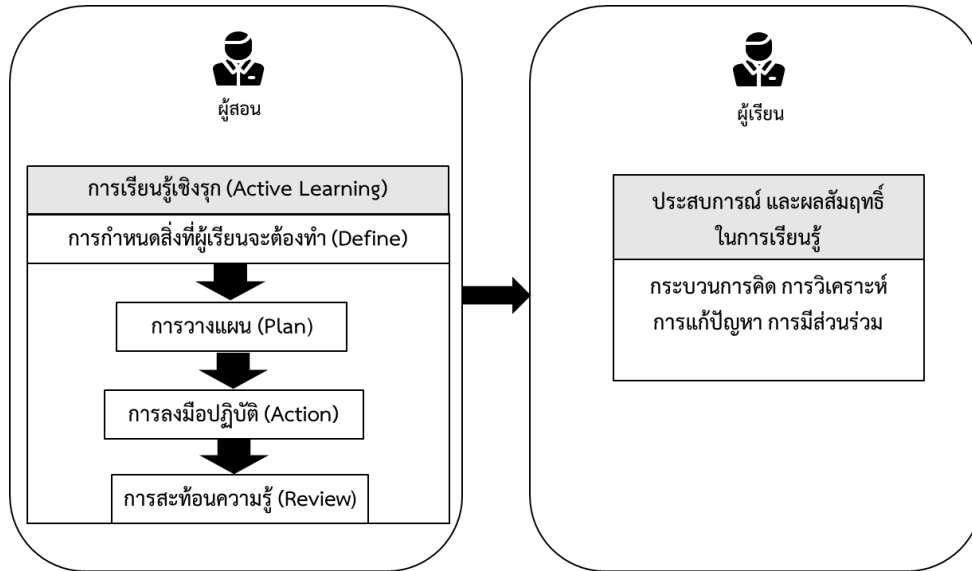 ผู้สอน
การเรียนรู้เชิงรุก (Active Learning)
การกำหนดสิ่งที่ผู้เรียนจะต้องทำ (Define)
การวางแผน (Plan)
การลงมือปฏิบัติ (Action)
การสะท้อนความรู้ (Review)
ผู้เรียน
ประสบการณ์ และผลสัมฤทธิ์
ในการเรียนรู้
กระบวนการคิด การวิเคราะห์
การแก้ปัญหา การมีส่วนร่วม